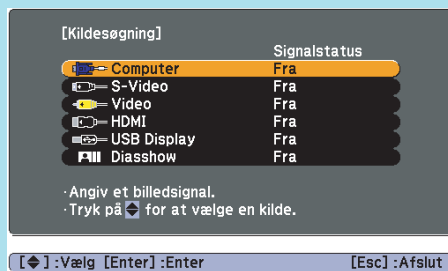 [Kildesøgning]
Signalstatus
Computer Fra
S-Video Fra
Video Fra
HDMI Fra
USB Display Fra
Diasshow Fra
·Angiv et billedsignal.
·Tryk på for at vælge en kilde.
[ ] :Vælg [Enter] :Enter [Esc] :Afslut